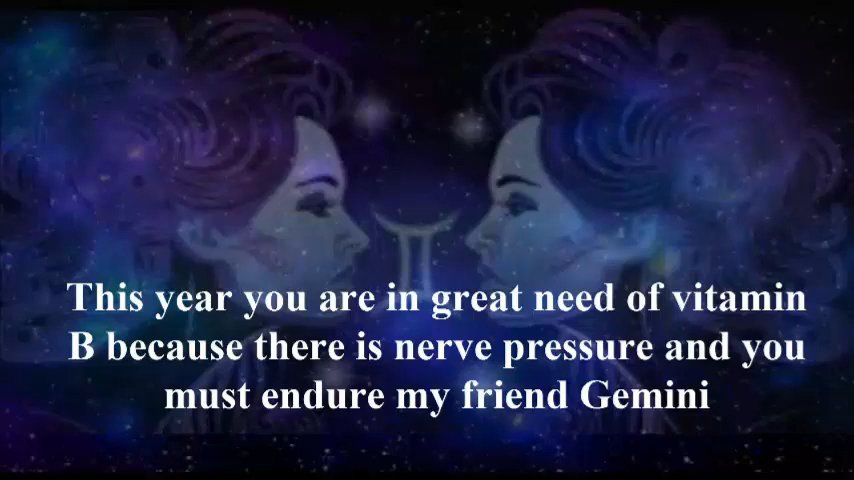 This year you are in great need of vitamin
B because there is nerve pressure and you
must endure my friend Gemini